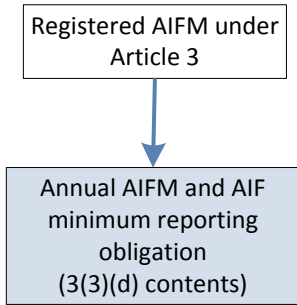 Registered AIFM under
Article 3
Annual AIFM and AIF
minimum reporting
obligation
(3(3)(d) contents)